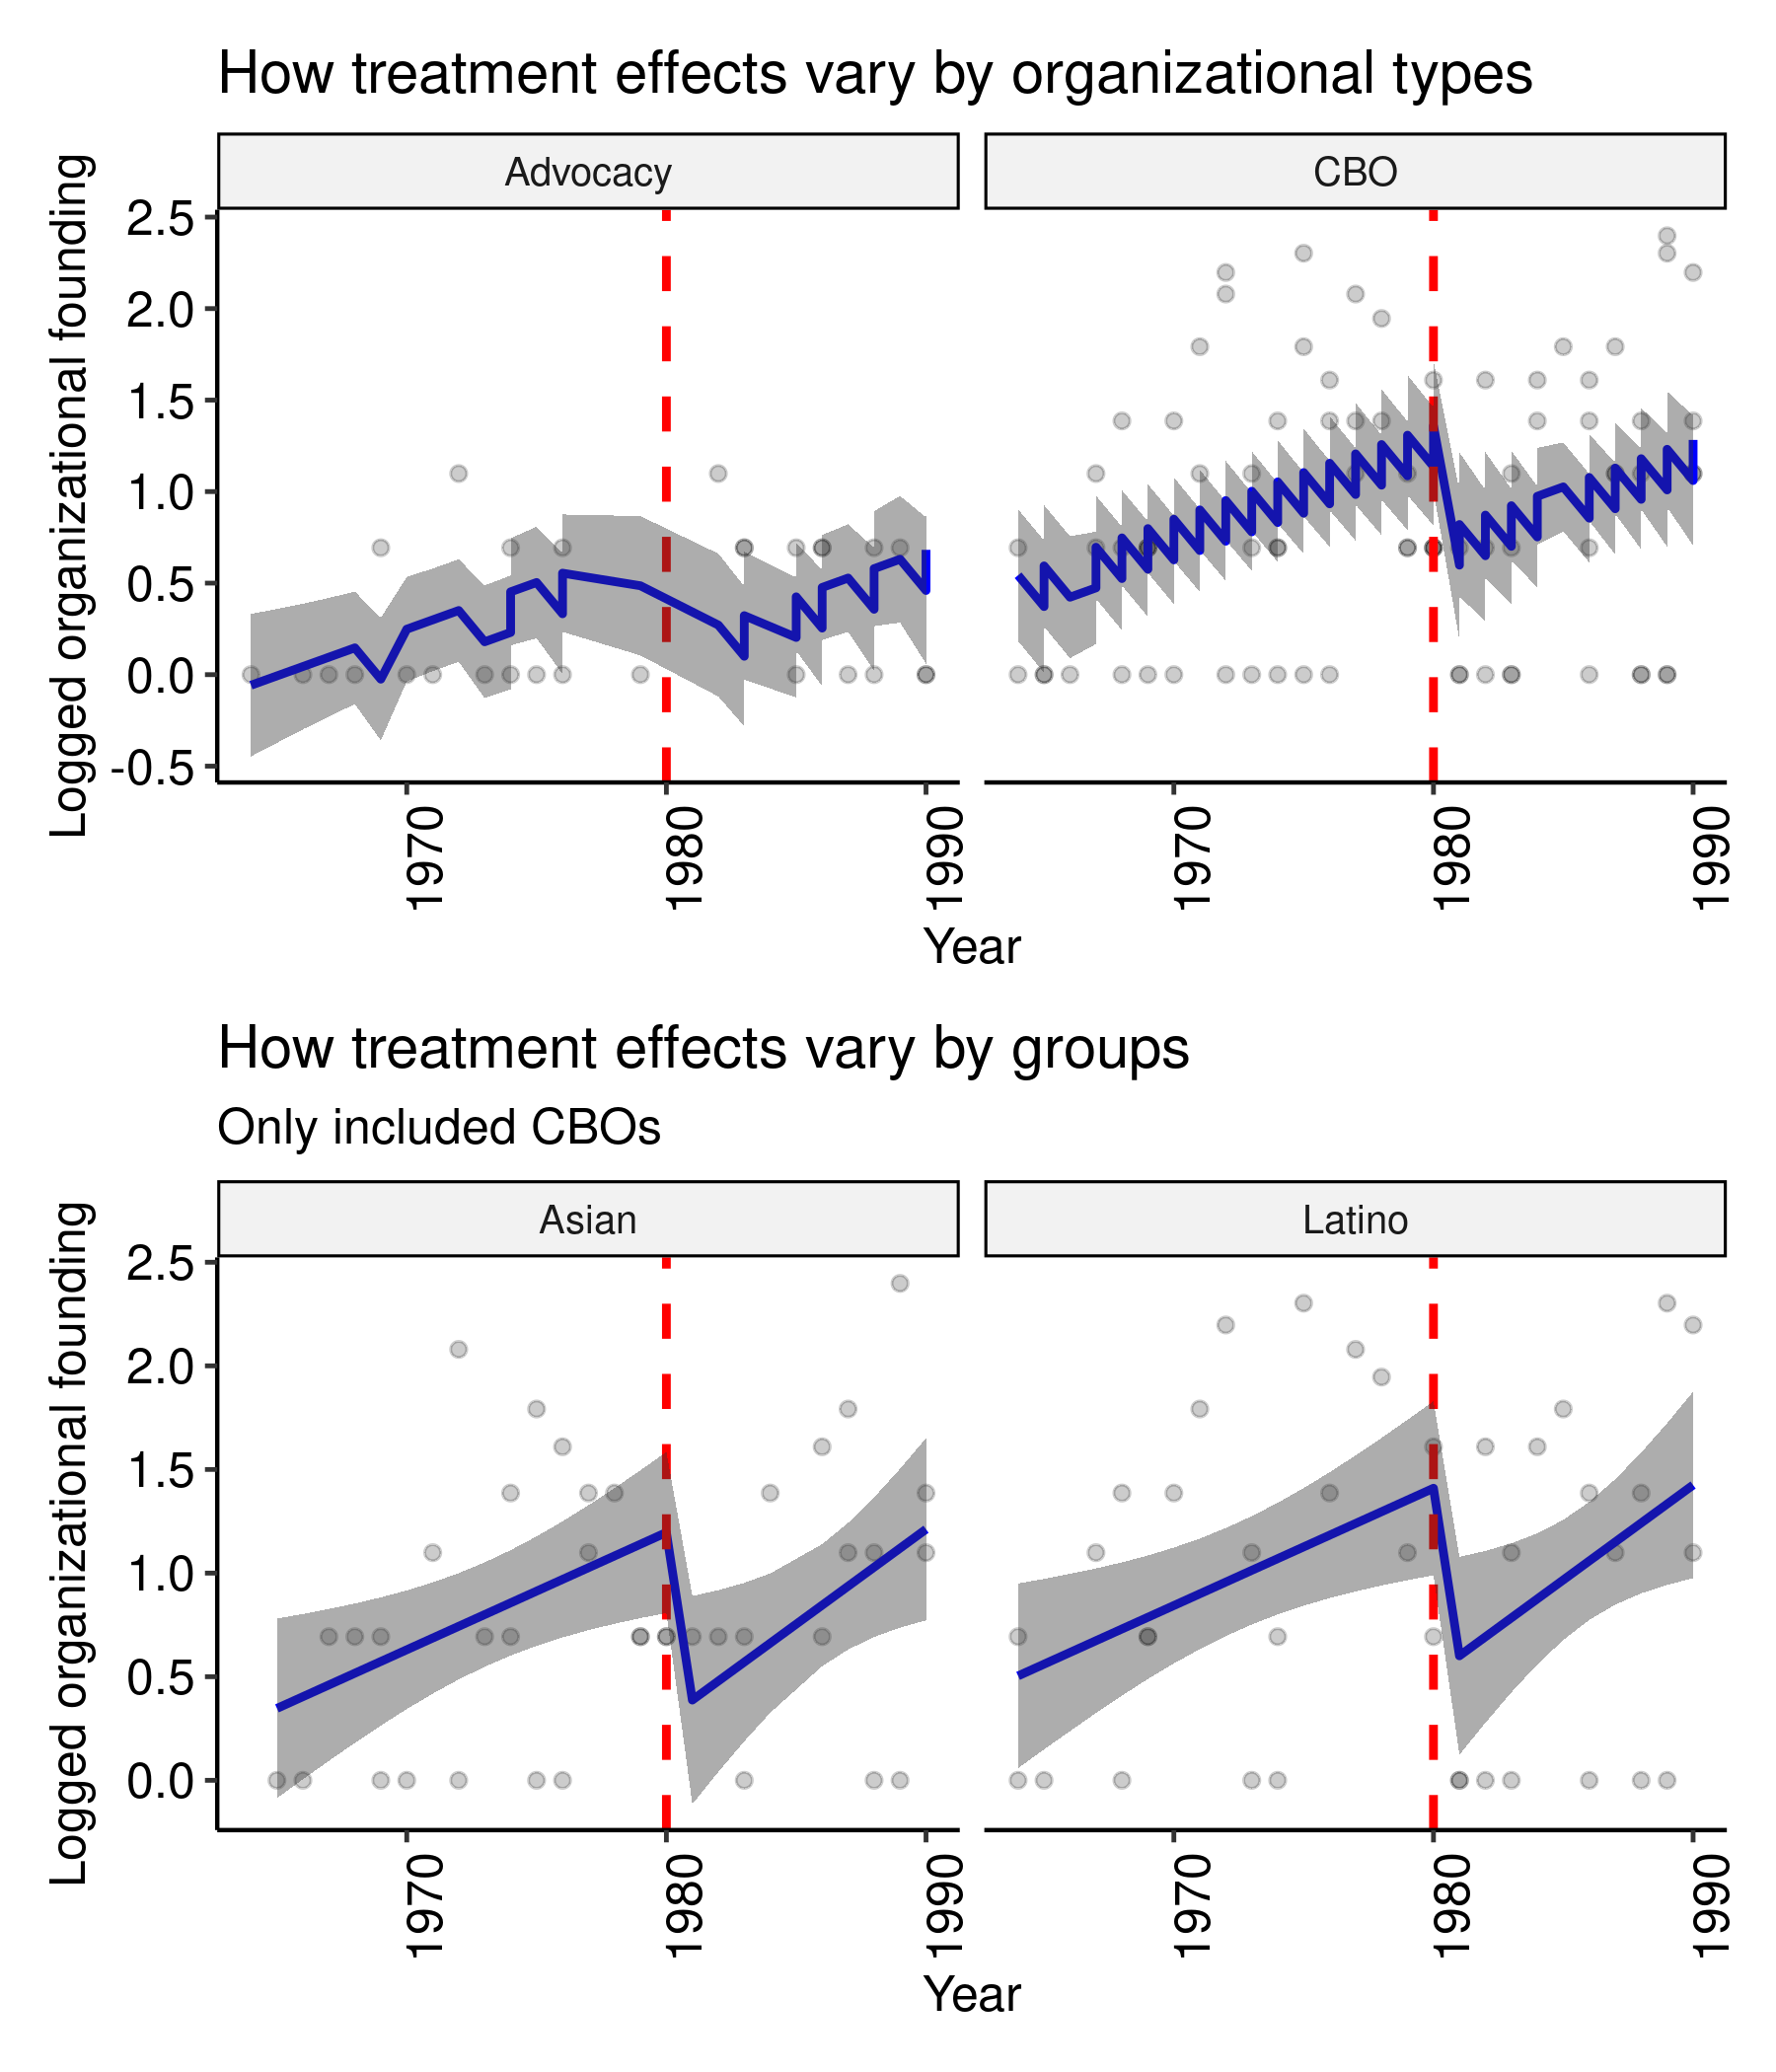 How treatment effects vary by organizational types
Advocacy
CBO
Logged organizational founding
2.5
2.0
1.5
1.0
0.5
0.0
-0.5
1970
1980
1990
1970
1980
1990
Year
How treatment effects vary by groups
Only included CBOs
Asian
Latino
Logged organizational founding
2.5
2.0
1.5
1.0
0.5
0.0
1970
1980
1990
1970
1980
1990
Year